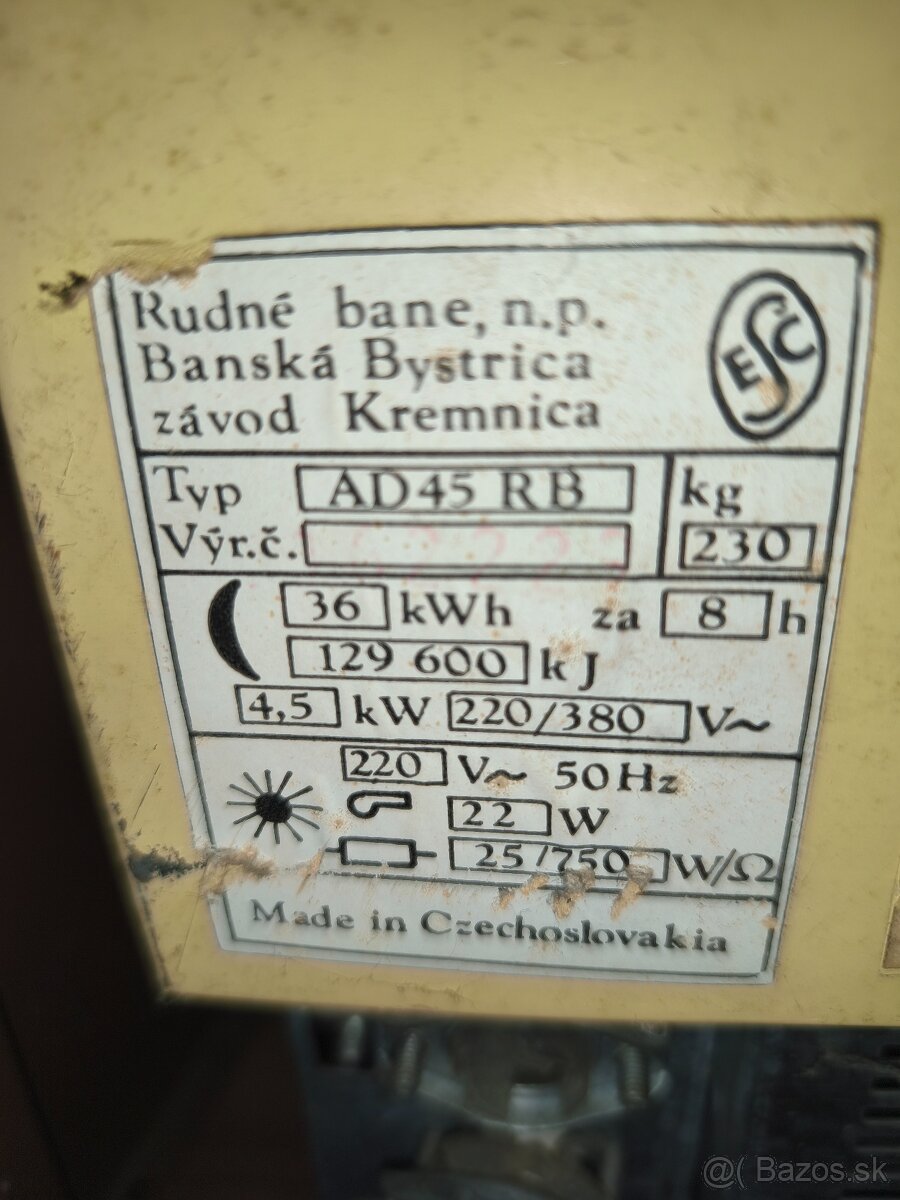 Rudné bane, n.p.
Banská Bystrica
závod Kremnica
ESČ
Typ AD45 RB
kg
Výr.č.
230
36 kWh za 8 h
129 600 kJ
4,5 kW 220/380 V~
220 V~ 50Hz
22 W
25/750 W/Ω
Made in Czechoslovakia
@( Bazos.sk